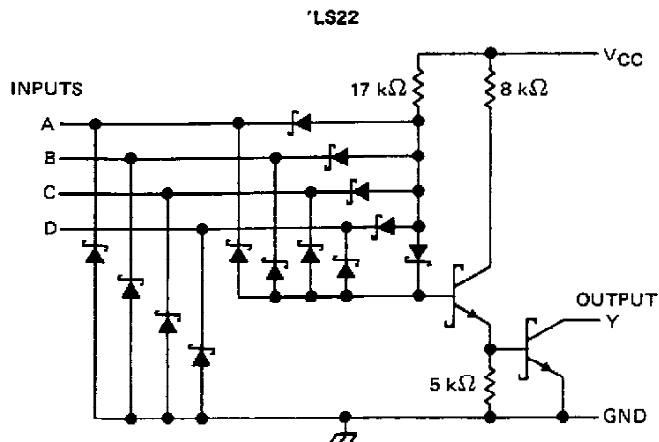 'LS22
VCC
17 kΩ
8 kΩ
INPUTS
A
B
C
D
OUTPUT
Y
5 kΩ
GND